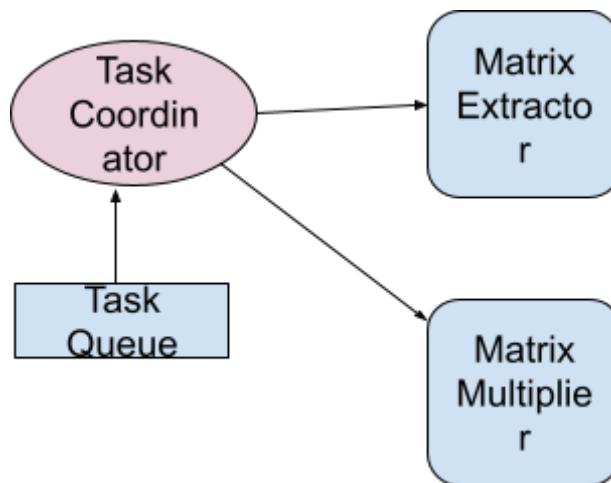 Task
Coordin
ator
Matrix
Extracto
r
Task
Queue
Matrix
Multiplie
r